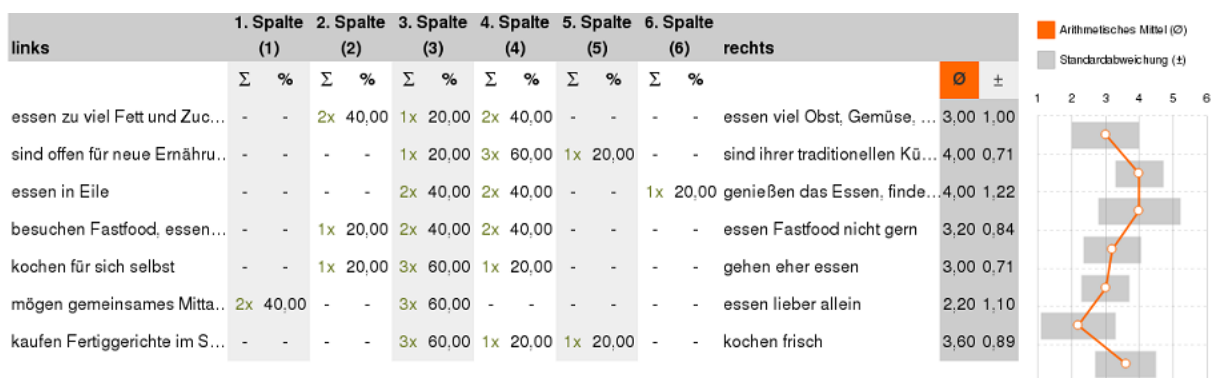 1. Spalte 2. Spalte 3. Spalte 4. Spalte 5. Spalte 6. Spalte
links (1) (2) (3) (4) (5) (6) rechts
Σ % Σ % Σ % Σ % Σ % Σ % Ø ±
essen zu viel Fett und Zuc... - - 2x 40,00 1x 20,00 2x 40,00 - - - - essen viel Obst, Gemüse, ... 3,00 1,00
sind offen für neue Ernähru... - - - - 1x 20,00 3x 60,00 1x 20,00 - - sind ihrer traditionellen Kü... 4,00 0,71
essen in Eile - - - - 2x 40,00 2x 40,00 - - 1x 20,00 genießen das Essen, finde... 4,00 1,22
besuchen Fastfood, essen... - - 1x 20,00 2x 40,00 2x 40,00 - - - - essen Fastfood nicht gern 3,20 0,84
kochen für sich selbst - - 1x 20,00 3x 60,00 1x 20,00 - - - - gehen eher essen 3,00 0,71
mögen gemeinsames Mitta... 2x 40,00 - - 3x 60,00 - - - - - - essen lieber allein 2,20 1,10
kaufen Fertiggerichte im S... - - - - 3x 60,00 1x 20,00 1x 20,00 - - kochen frisch 3,60 0,89
Arithmetisches Mittel (Ø)
Standardabweichung (±)
1 2 3 4 5 6